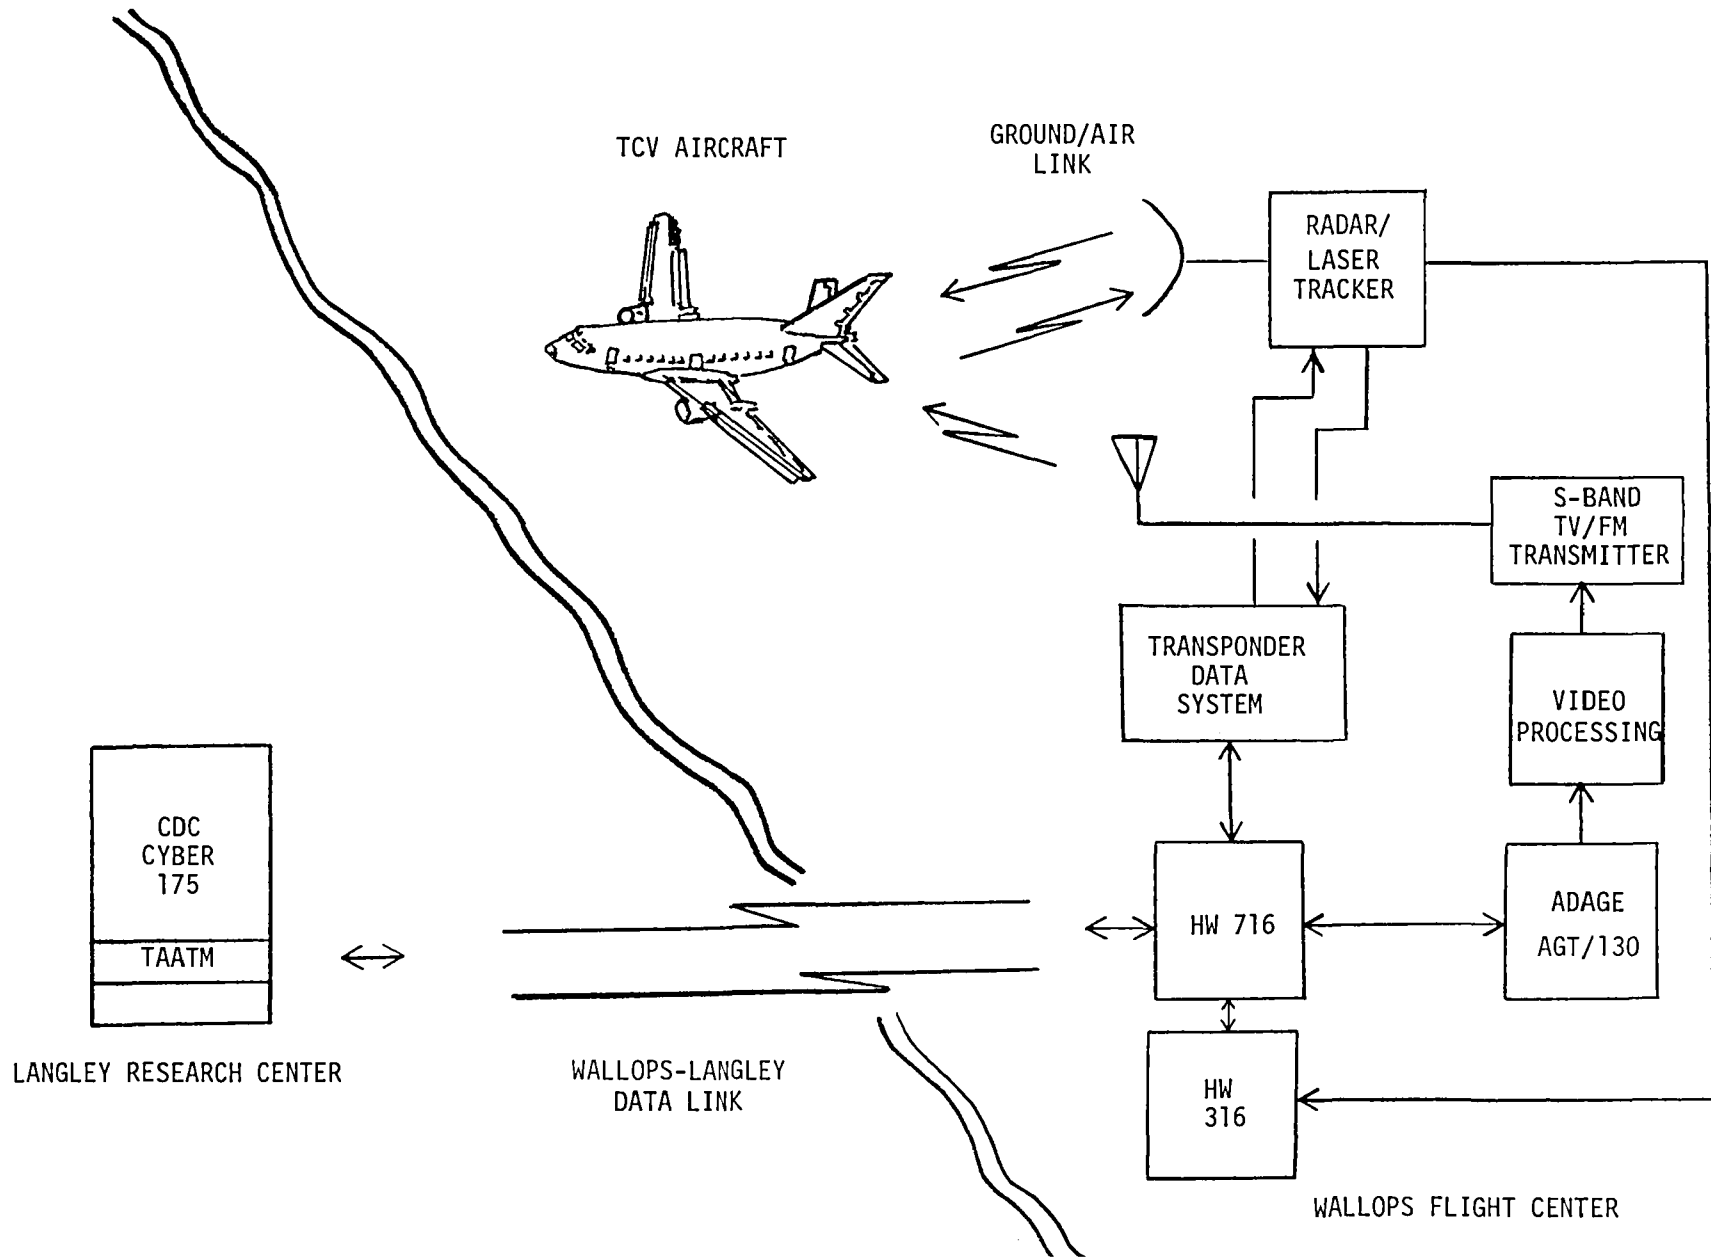 TCV AIRCRAFT
GROUND/AIR
LINK
RADAR/
LASER
TRACKER
S-BAND
TV/FM
TRANSMITTER
TRANSPONDER
DATA
SYSTEM
VIDEO
PROCESSING
CDC
CYBER
175
TAATM
HW 716
ADAGE
AGT/130
LANGLEY RESEARCH CENTER
WALLOPS-LANGLEY
DATA LINK
HW
316
WALLOPS FLIGHT CENTER